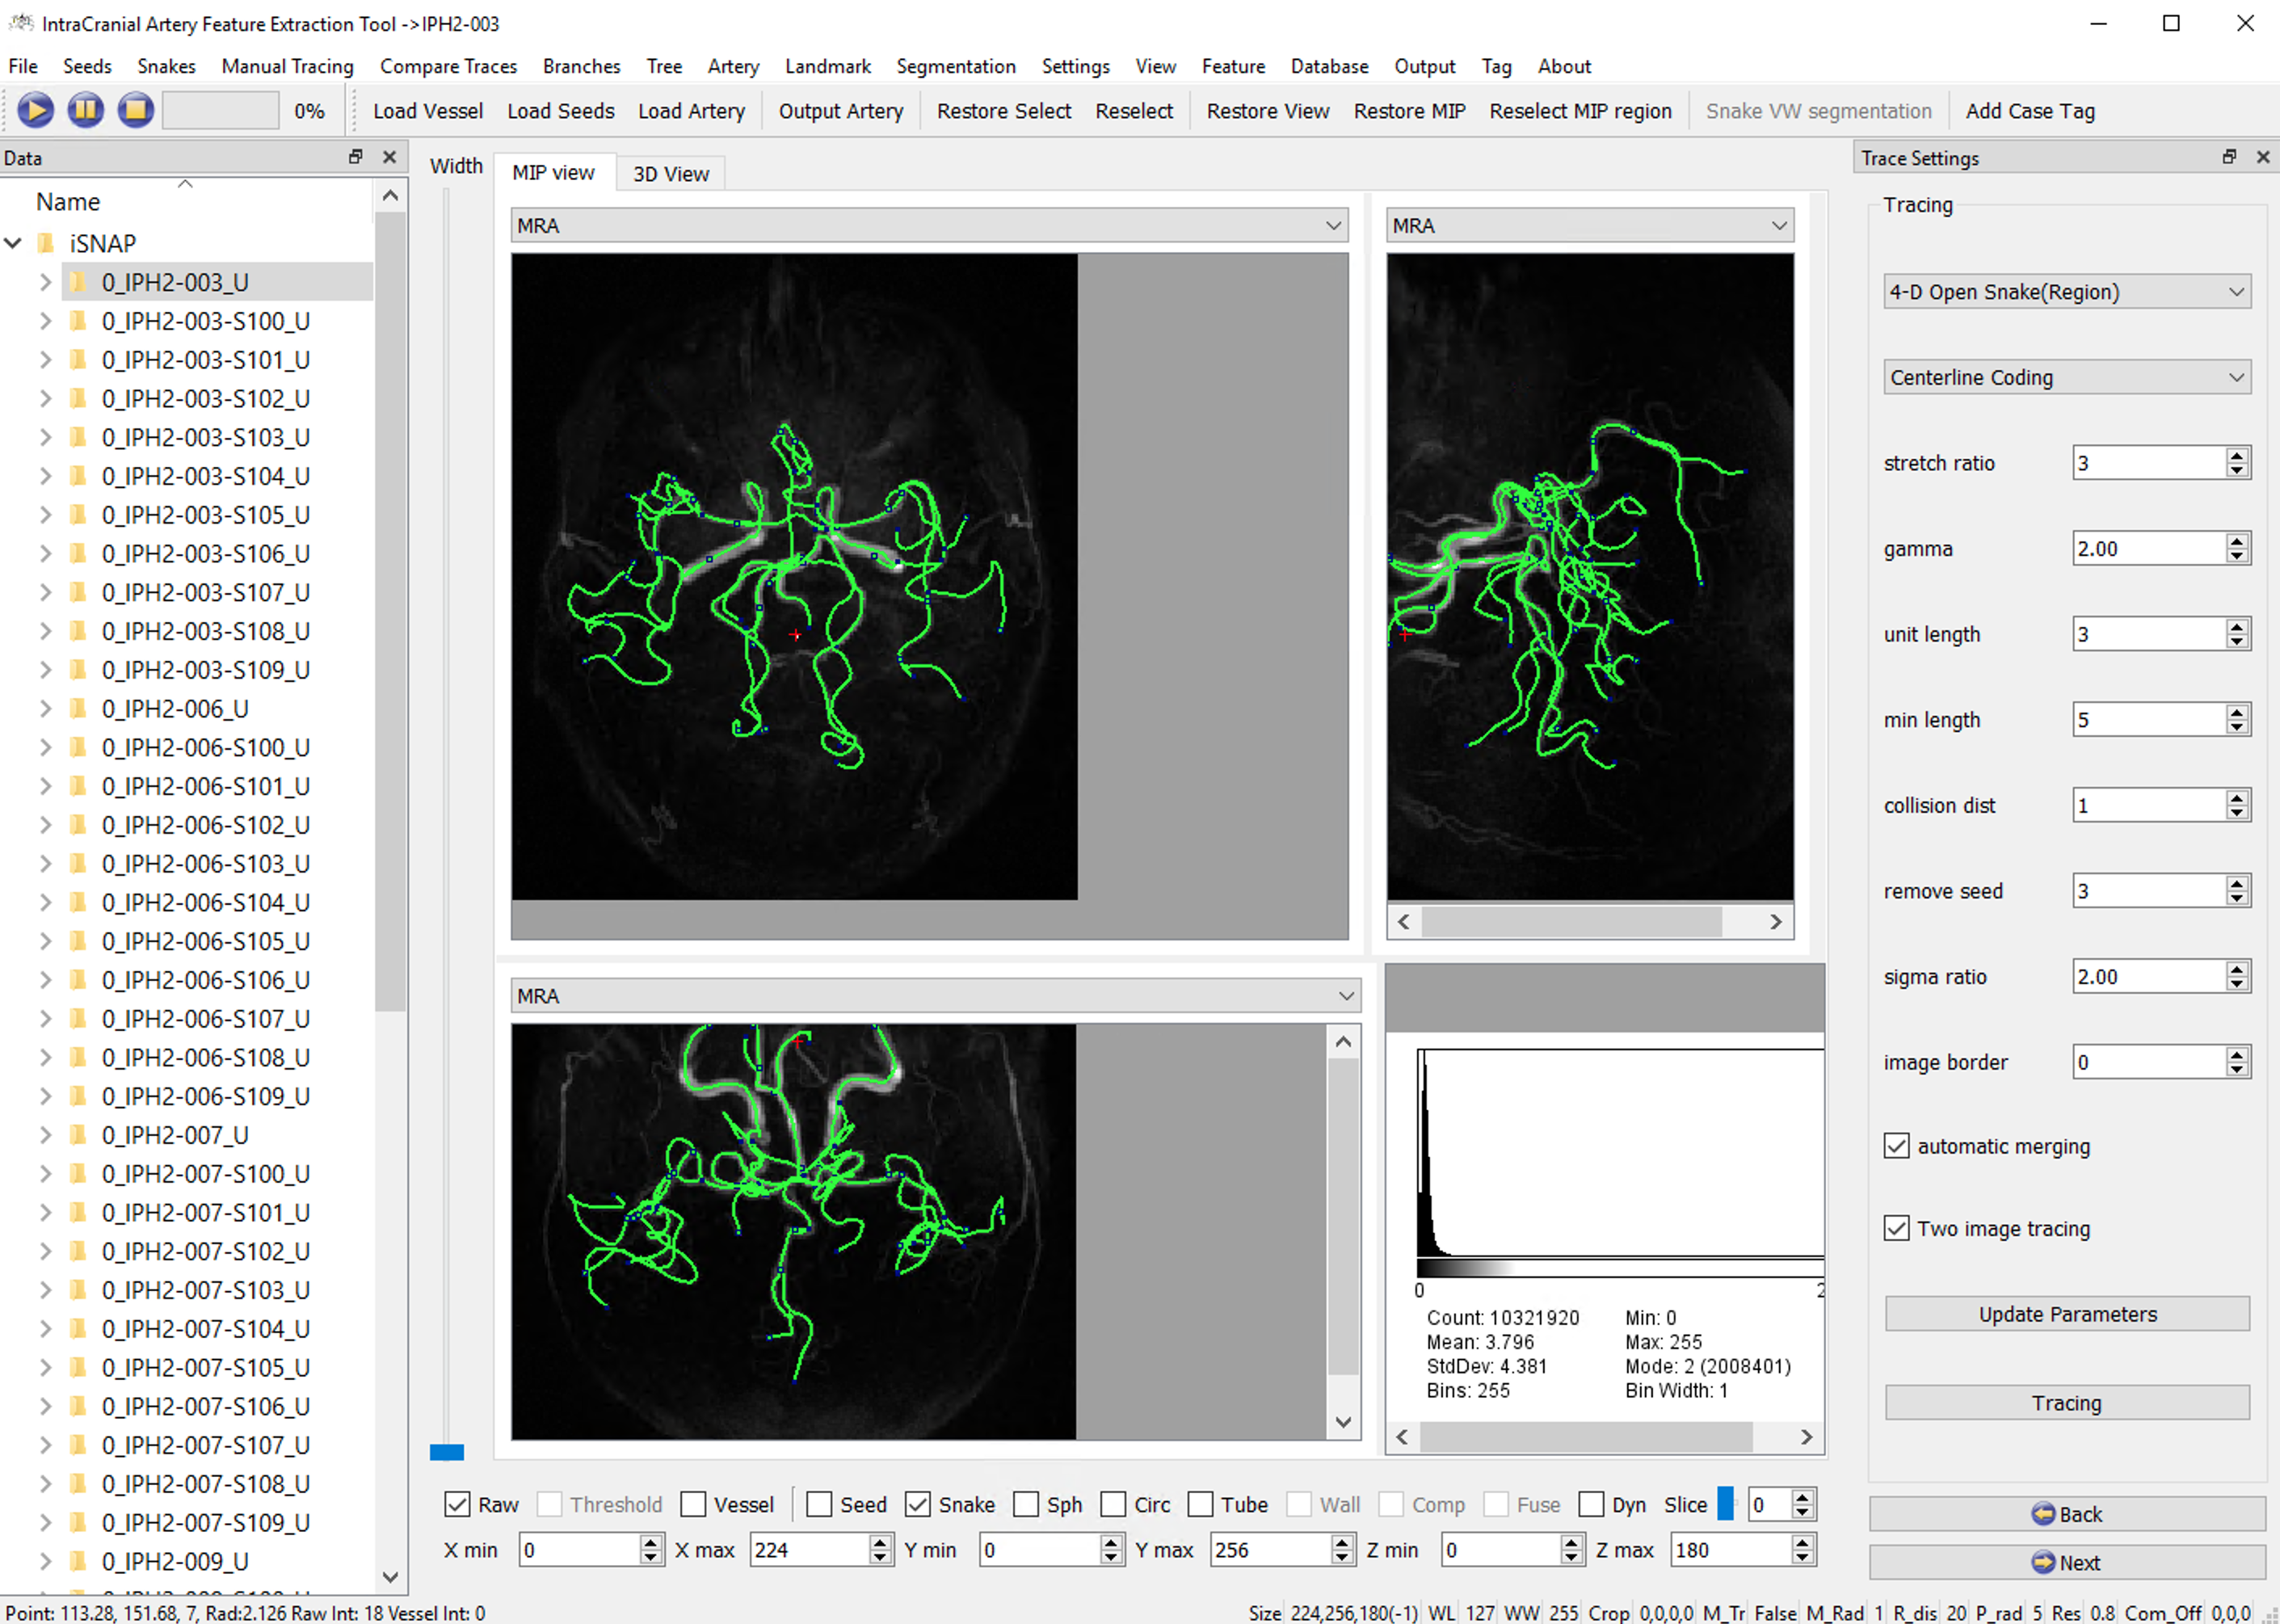 IntraCranial Artery Feature Extraction Tool ->IPH2-003
File Seeds Snakes Manual Tracing Compare Traces Branches Tree Artery Landmark Segmentation Settings View Feature Database Output Tag About
0% Load Vessel Load Seeds Load Artery Output Artery Restore Select Reselect Restore View Restore MIP Reselect MIP region Snake VW segmentation Add Case Tag
Data
Name
iSNAP
0_IPH2-003_U
0_IPH2-003-S100_U
0_IPH2-003-S101_U
0_IPH2-003-S102_U
0_IPH2-003-S103_U
0_IPH2-003-S104_U
0_IPH2-003-S105_U
0_IPH2-003-S106_U
0_IPH2-003-S107_U
0_IPH2-003-S108_U
0_IPH2-003-S109_U
0_IPH2-006_U
0_IPH2-006-S100_U
0_IPH2-006-S101_U
0_IPH2-006-S102_U
0_IPH2-006-S103_U
0_IPH2-006-S104_U
0_IPH2-006-S105_U
0_IPH2-006-S106_U
0_IPH2-006-S107_U
0_IPH2-006-S108_U
0_IPH2-006-S109_U
0_IPH2-007_U
0_IPH2-007-S100_U
0_IPH2-007-S101_U
0_IPH2-007-S102_U
0_IPH2-007-S103_U
0_IPH2-007-S104_U
0_IPH2-007-S105_U
0_IPH2-007-S106_U
0_IPH2-007-S107_U
0_IPH2-007-S108_U
0_IPH2-007-S109_U
0_IPH2-009_U
Width
MIP view 3D View
MRA
MRA
MRA
0 2
Count: 10321920 Min: 0
Mean: 3.796 Max: 255
StdDev: 4.381 Mode: 2 (2008401)
Bins: 255 Bin Width: 1
Raw Threshold Vessel Seed Snake Sph Circ Tube Wall Comp Fuse Dyn Slice 0
X min 0 X max 224 Y min 0 Y max 256 Z min 0 Z max 180
Trace Settings
Tracing
4-D Open Snake(Region)
Centerline Coding
stretch ratio 3
gamma 2.00
unit length 3
min length 5
collision dist 1
remove seed 3
sigma ratio 2.00
image border 0
automatic merging
Two image tracing
Update Parameters
Tracing
Back
Next
Point: 113.28, 151.68, 7, Rad:2.126 Raw Int: 18 Vessel Int: 0
Size 224,256,180(-1) WL 127 WW 255 Crop 0,0,0,0 M_Tr False M_Rad 1 R_dis 20 P_rad 5 Res 0.8 Com_Off 0,0,0